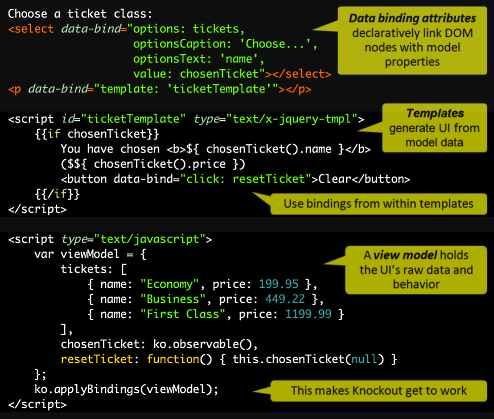 Choose a ticket class:
<select data-bind="options: tickets,
optionsCaption: 'Choose...',
optionsText: 'name',
value: chosenTicket"></select>
<p data-bind="template: 'ticketTemplate'"></p>
Data binding attributes
declaratively link DOM
nodes with model
properties
<script id="ticketTemplate" type="text/x-jquery-tmpl">
{{if chosenTicket}}
You have chosen <b>${ chosenTicket().name }</b>
($${ chosenTicket().price })
<button data-bind="click: resetTicket">Clear</button>
{{/if}}
</script>
Templates
generate UI from
model data
Use bindings from within templates
<script type="text/javascript">
var viewModel = {
tickets: [
{ name: "Economy", price: 199.95 },
{ name: "Business", price: 449.22 },
{ name: "First Class", price: 1199.99 }
],
chosenTicket: ko.observable(),
resetTicket: function() { this.chosenTicket(null) }
};
ko.applyBindings(viewModel);
</script>
A view model holds
the UI's raw data and
behavior
This makes Knockout get to work